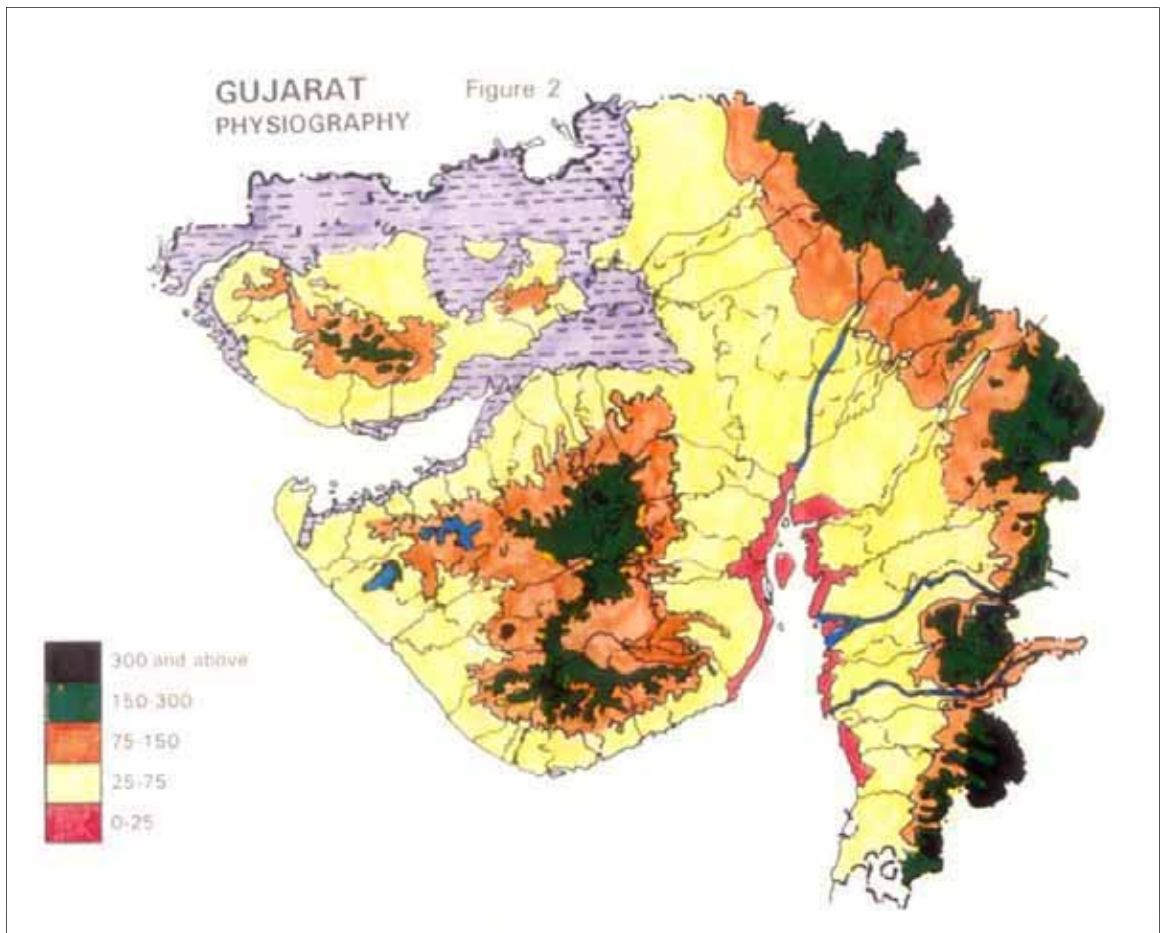 GUJARAT
PHYSIOGRAPHY
Figure 2
300 and above
150-300
75-150
25-75
0-25